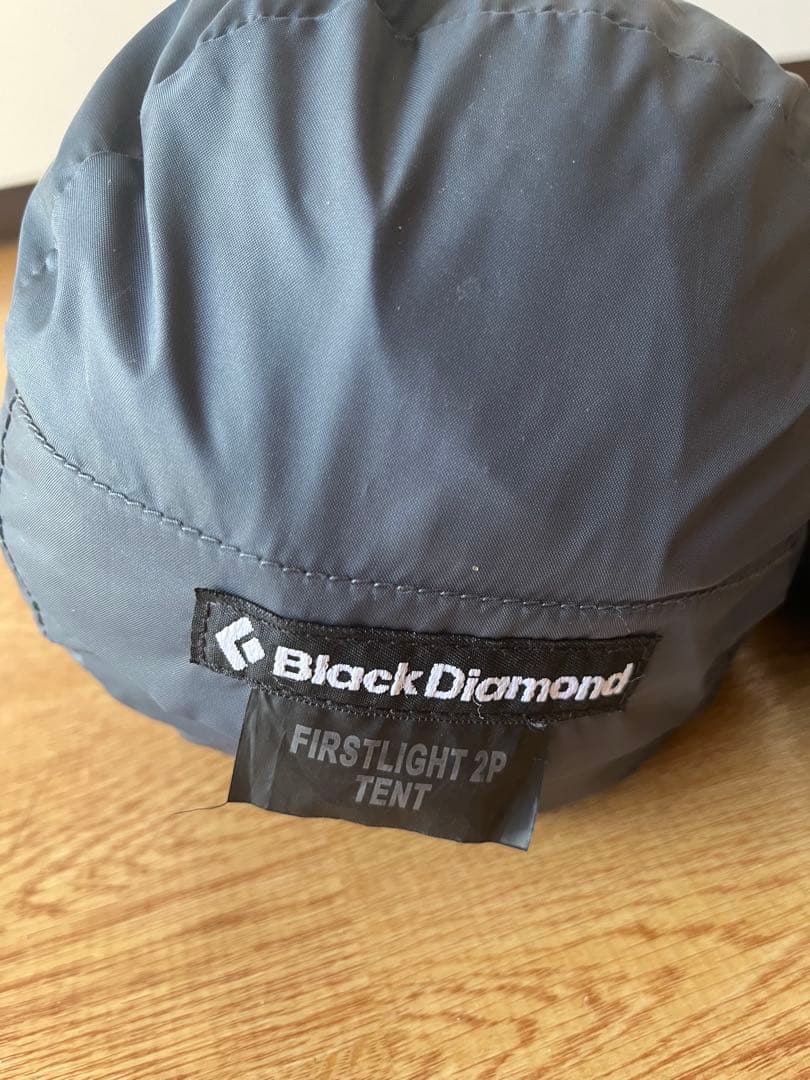 Black Diamond
FIRSTLIGHT 2P
TENT